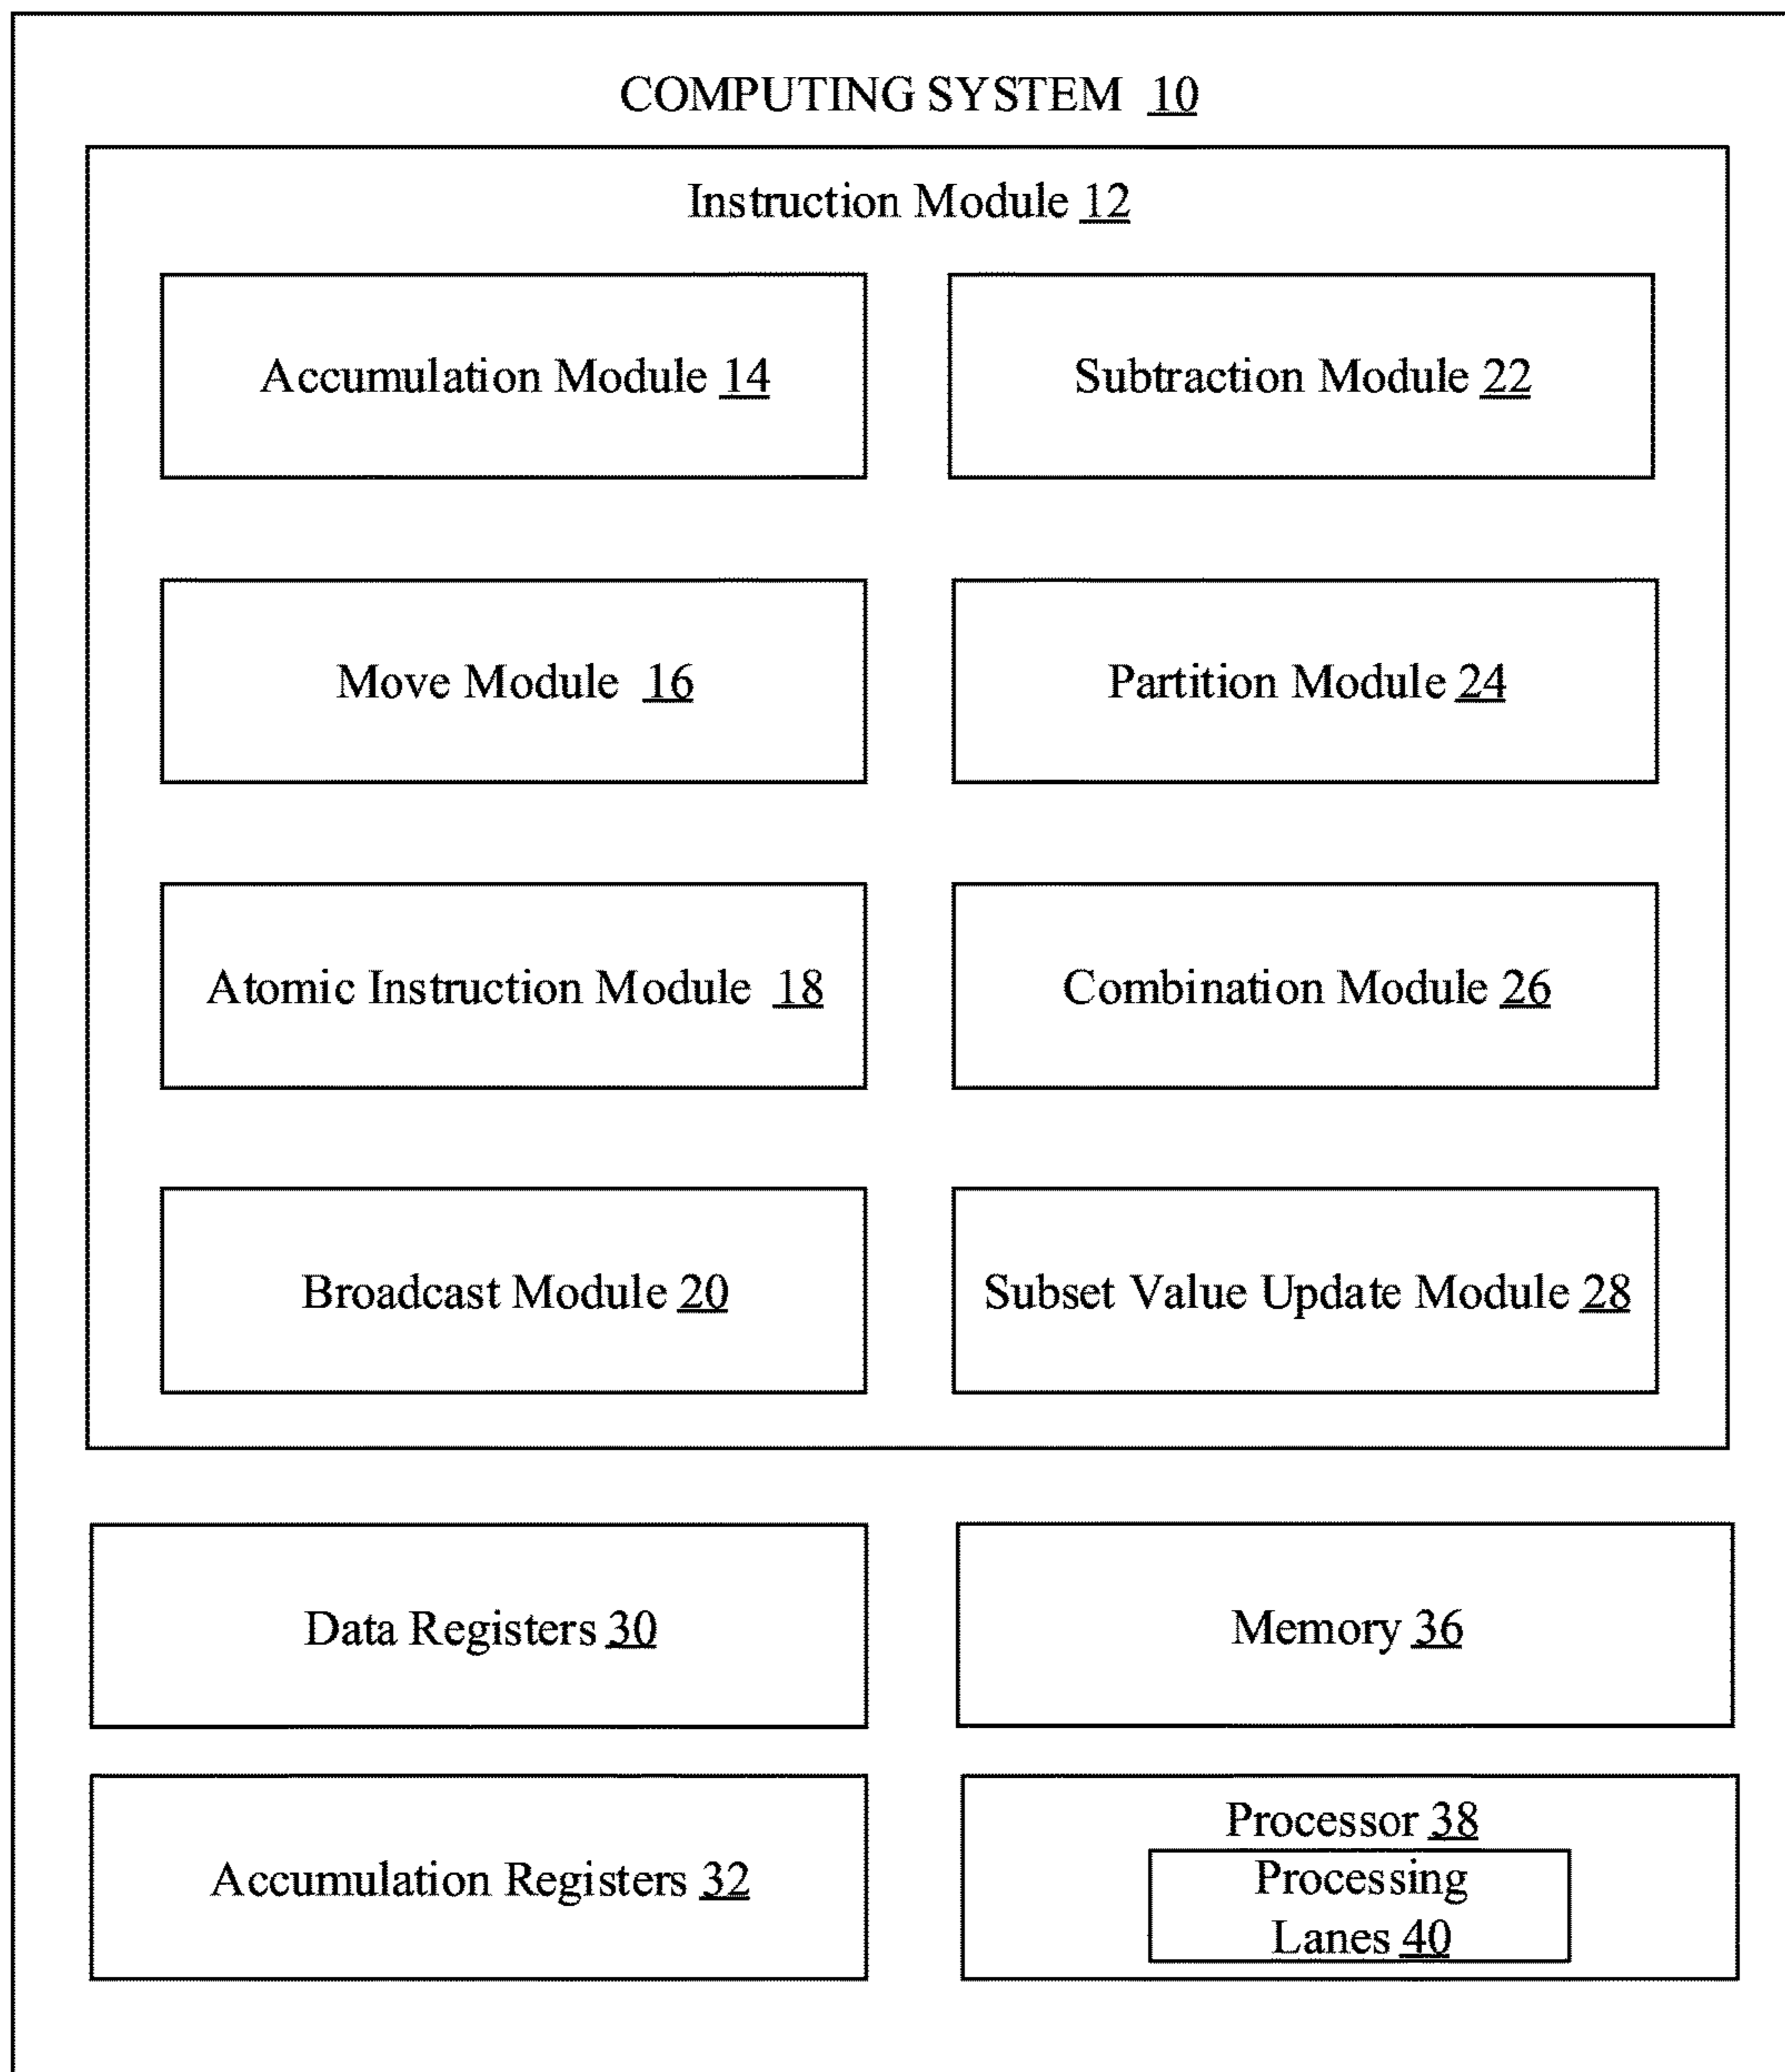 COMPUTING SYSTEM 10
Instruction Module 12
Accumulation Module 14
Subtraction Module 22
Move Module 16
Partition Module 24
Atomic Instruction Module 18
Combination Module 26
Broadcast Module 20
Subset Value Update Module 28
Data Registers 30
Memory 36
Accumulation Registers 32
Processor 38
Processing
Lanes 40